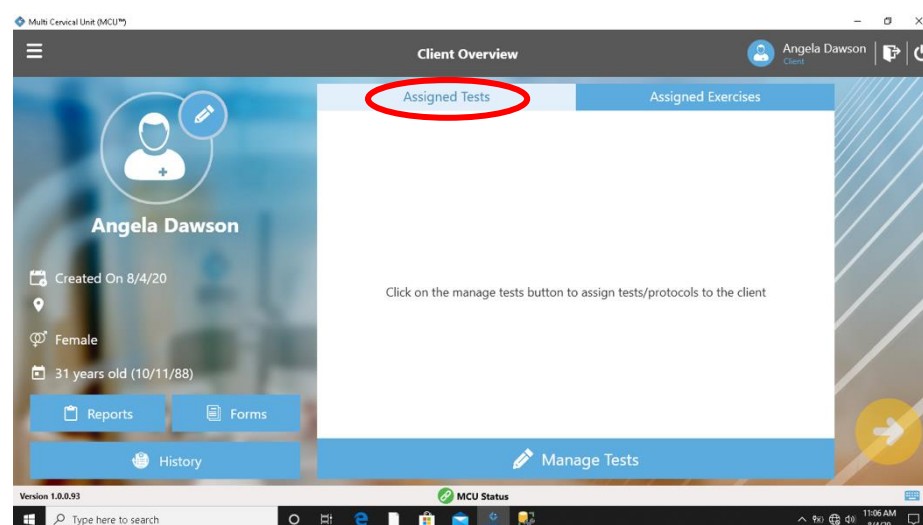 Multi Cervical Unit (MCU™)
Client Overview
Angela Dawson
Client
Assigned Tests
Assigned Exercises
Angela Dawson
Created On 8/4/20
Female
31 years old (10/11/88)
Click on the manage tests button to assign tests/protocols to the client
Reports
Forms
History
Manage Tests
Version 1.0.0.93
MCU Status
Type here to search
11:06 AM
8/4/20